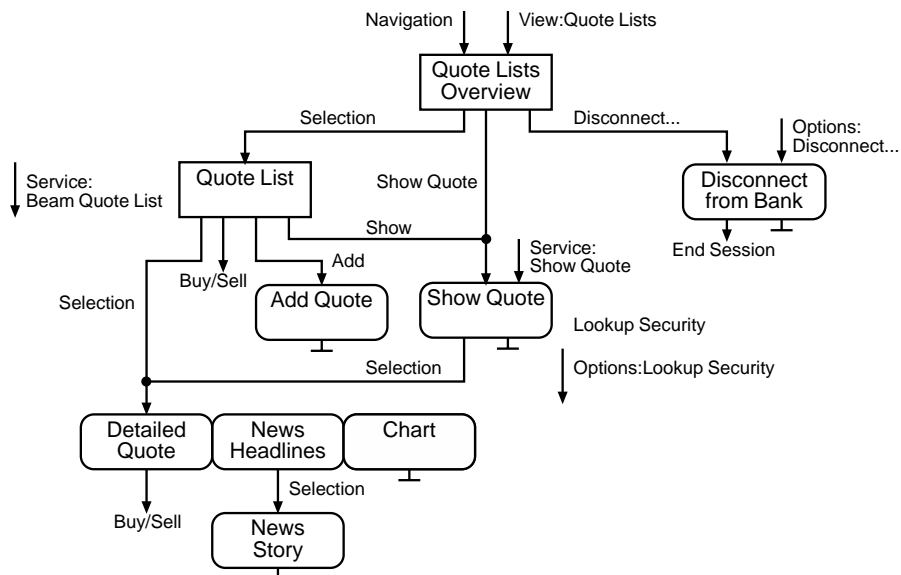 Navigation
View:Quote Lists
Quote Lists
Overview
Selection
Disconnect...
Options:
Disconnect...
Service:
Beam Quote List
Quote List
Show Quote
Disconnect
from Bank
Show
Service:
Show Quote
End Session
Buy/Sell
Add
Selection
Add Quote
Show Quote
Lookup Security
Selection
Options:Lookup Security
Detailed
Quote
News
Headlines
Chart
Selection
Buy/Sell
News
Story